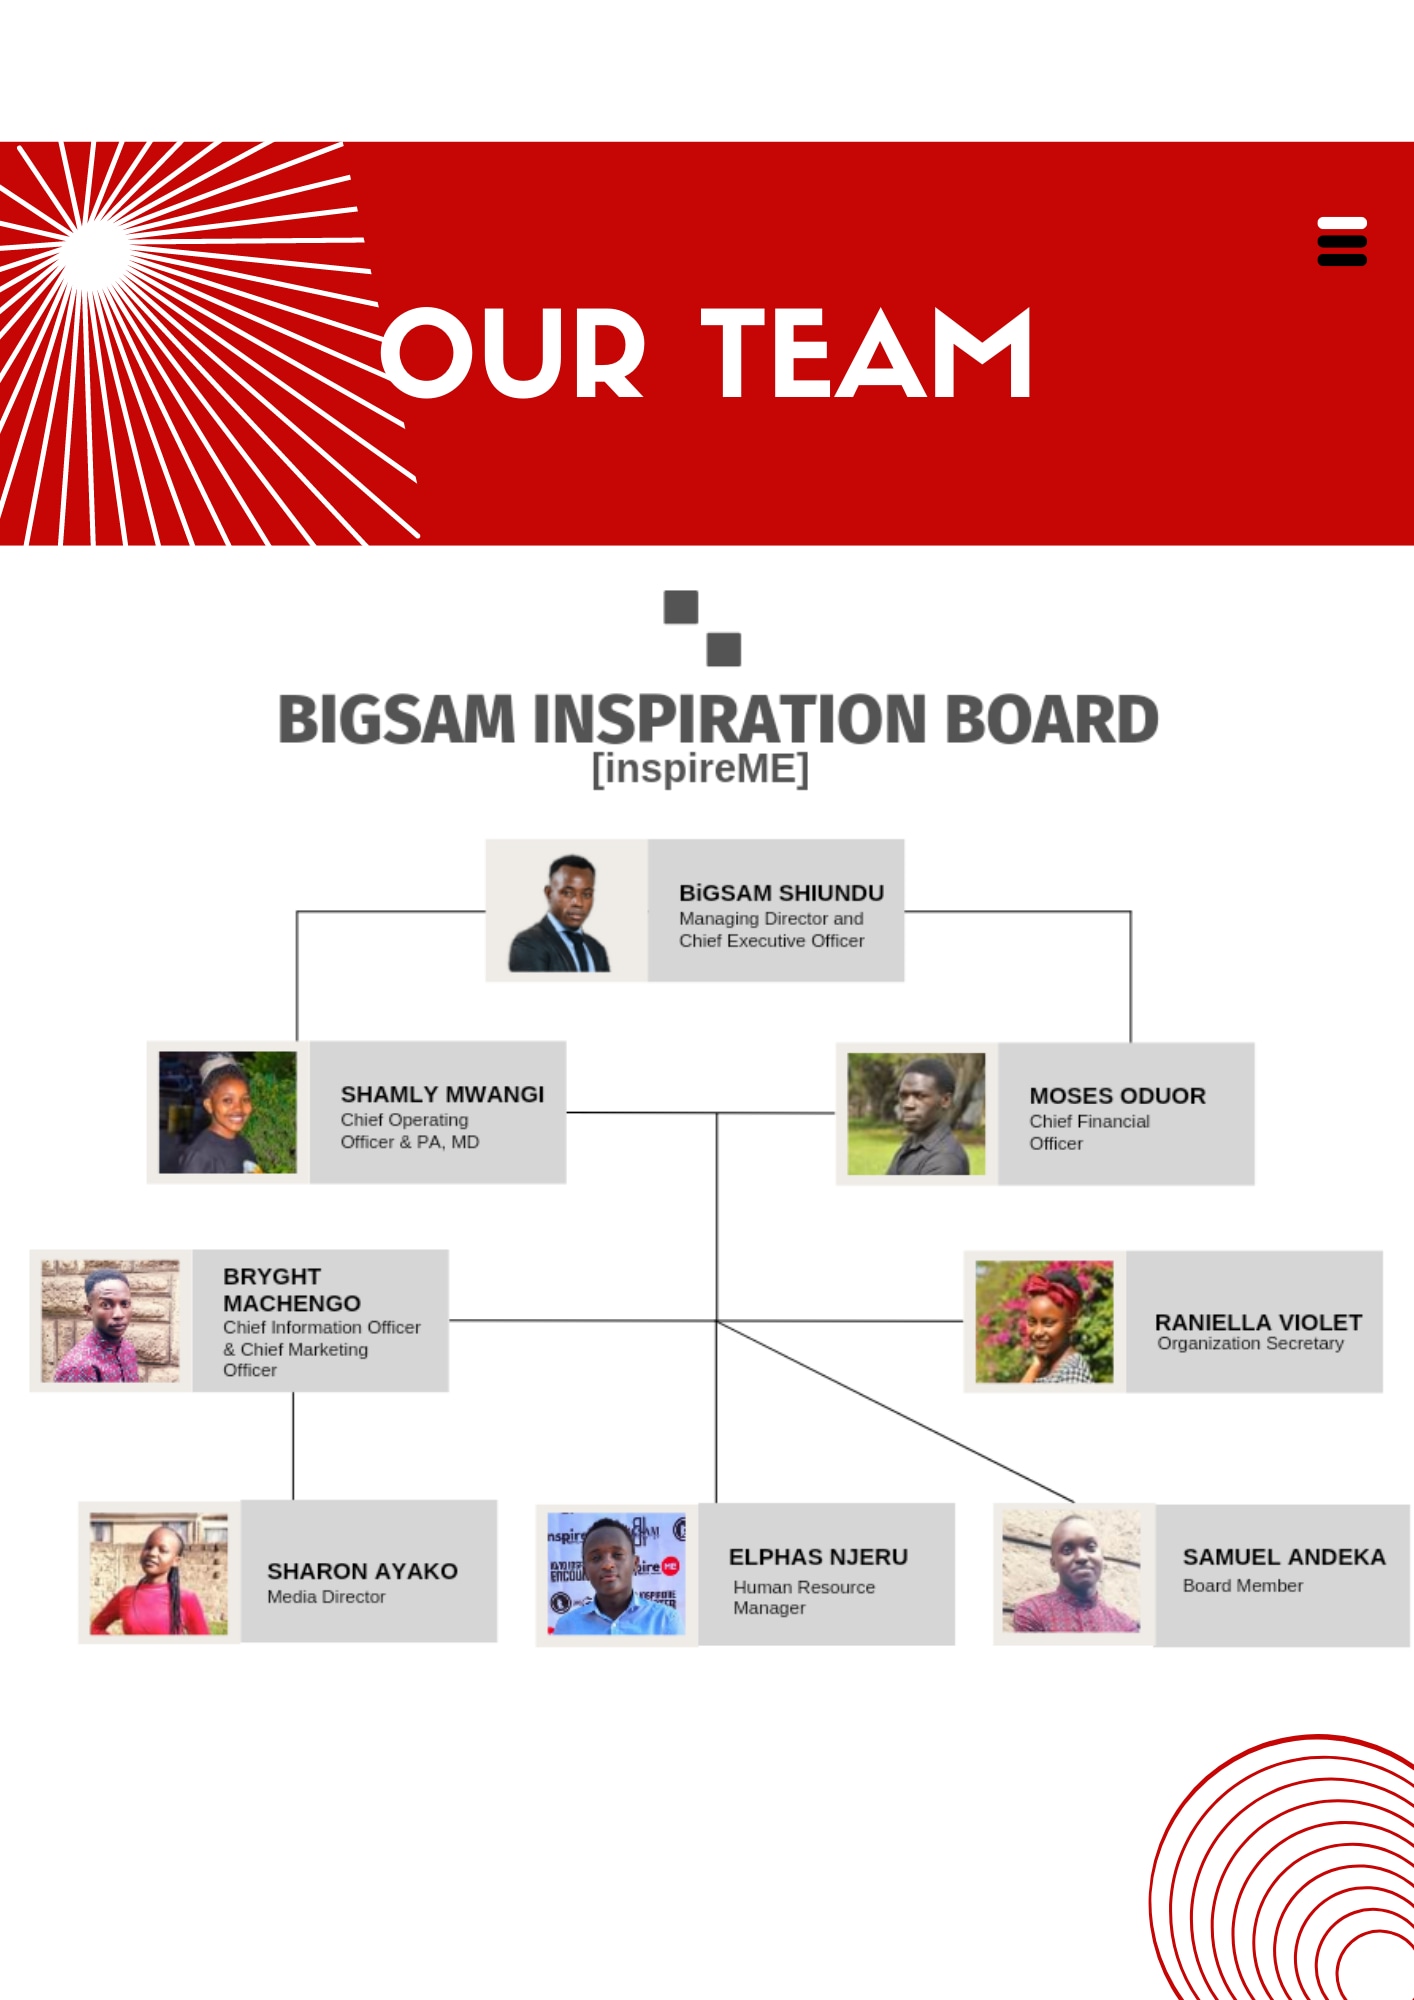 OUR TEAM
BIGSAM INSPIRATION BOARD
[inspireME]
BiGSAM SHIUNDU
Managing Director and
Chief Executive Officer
SHAMLY MWANGI
Chief Operating
Officer & PA, MD
MOSES ODUOR
Chief Financial
Officer
BRYGHT
MACHENGO
Chief Information Officer
& Chief Marketing
Officer
RANIELLA VIOLET
Organization Secretary
SHARON AYAKO
Media Director
ELPHAS NJERU
Human Resource
Manager
SAMUEL ANDEKA
Board Member